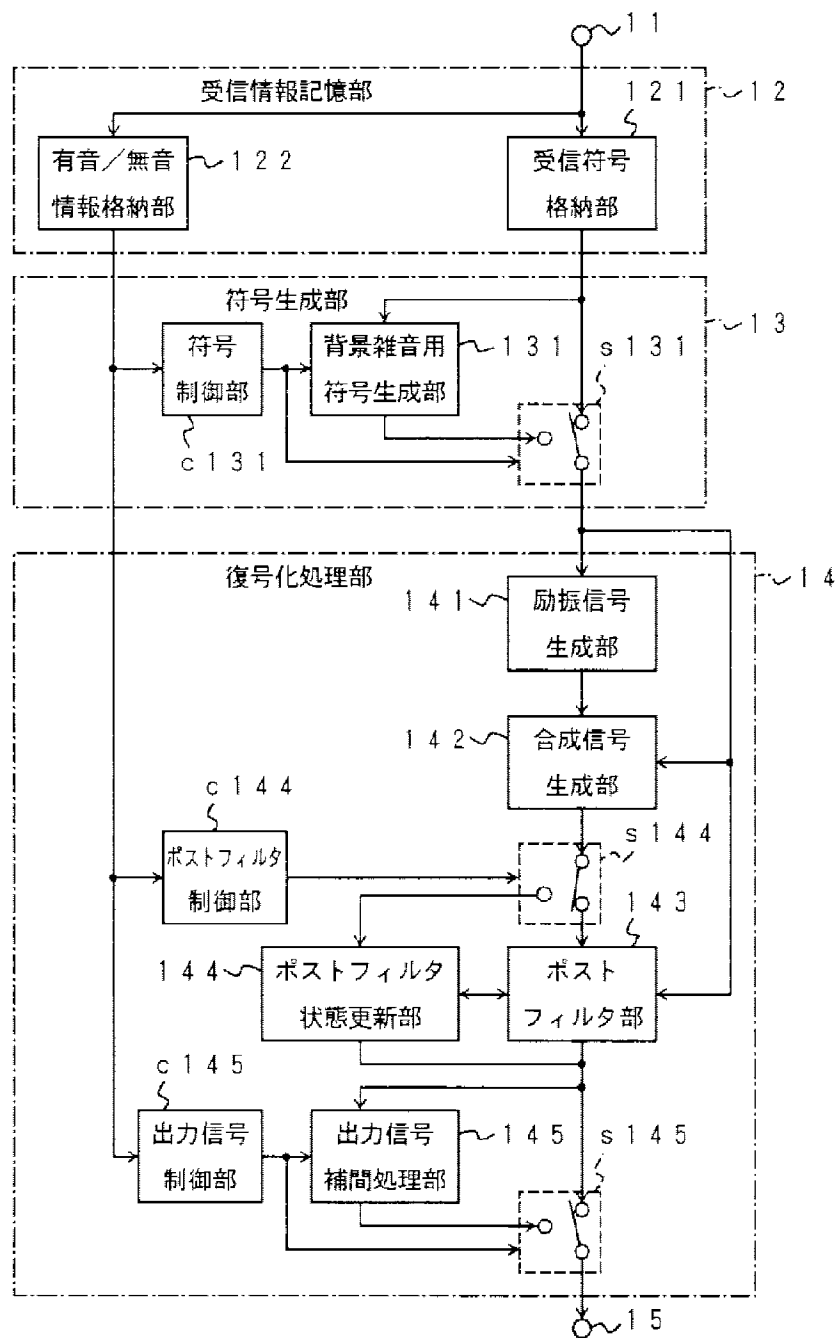 11
受信情報記憶部
121
12
有音／無音
情報格納部
122
受信符号
格納部
符号生成部
13
符号
制御部
c131
背景雑音用
符号生成部
131
s131
復号化処理部
14
141
励振信号
生成部
142
合成信号
生成部
c144
ポストフィルタ
制御部
s144
143
144
ポストフィルタ
状態更新部
ポスト
フィルタ部
c145
出力信号
制御部
出力信号
補間処理部
145
s145
15